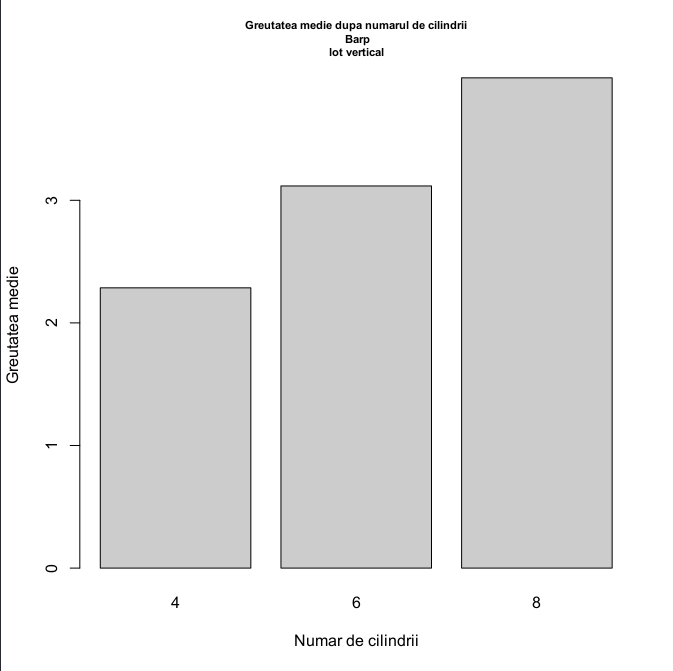 Greutatea medie dupa numarul de cilindrii
Barp
lot vertical
Greutatea medie
3
2
1
0
4 6 8
Numar de cilindrii